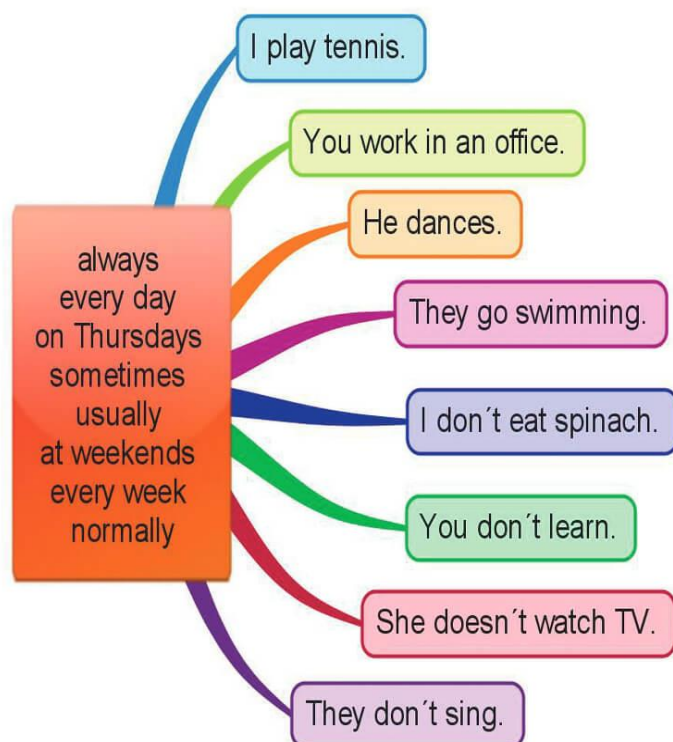 I play tennis.
You work in an office.
He dances.
They go swimming.
I don´t eat spinach.
You don´t learn.
She doesn´t watch TV.
They don´t sing.
always
every day
on Thursdays
sometimes
usually
at weekends
every week
normally